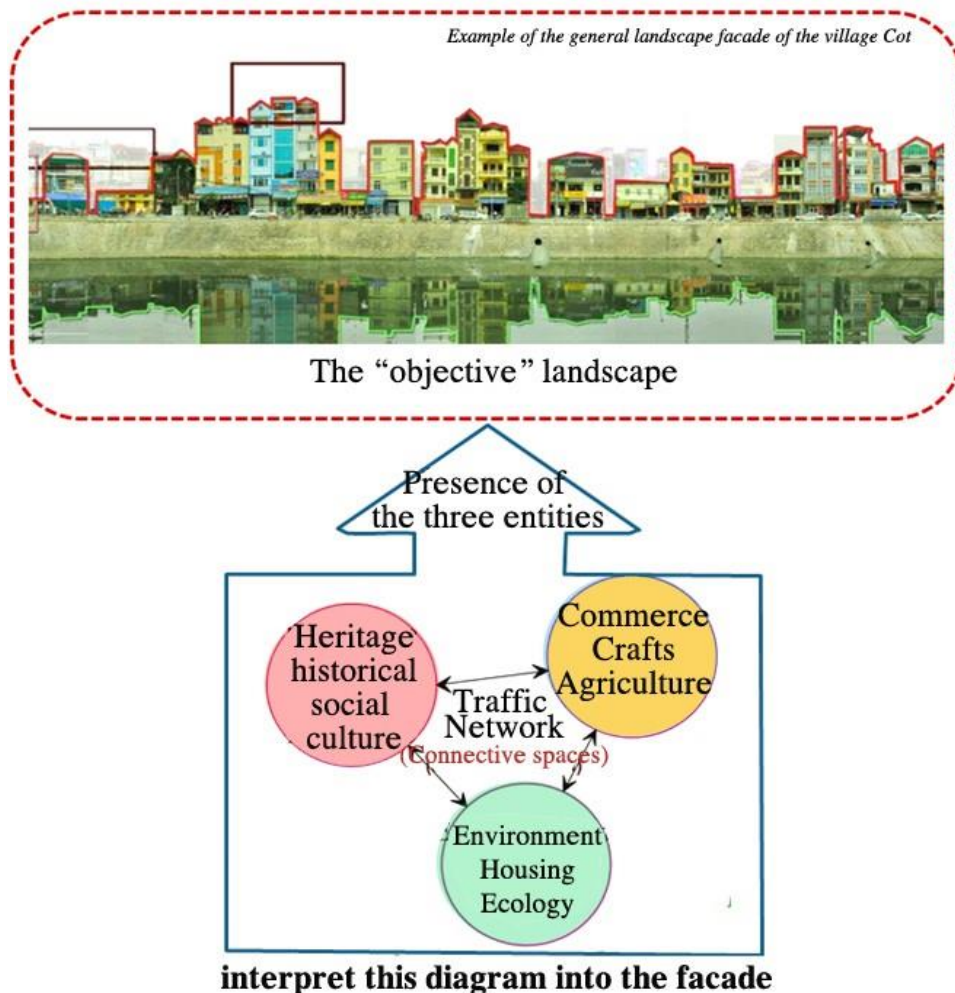 Example of the general landscape facade of the village Cot
The “objective” landscape
Presence of
the three entities
Heritage
historical
social
culture
Commerce
Crafts
Agriculture
Traffic
Network
(Connective spaces)
Environment
Housing
Ecology
interpret this diagram into the facade